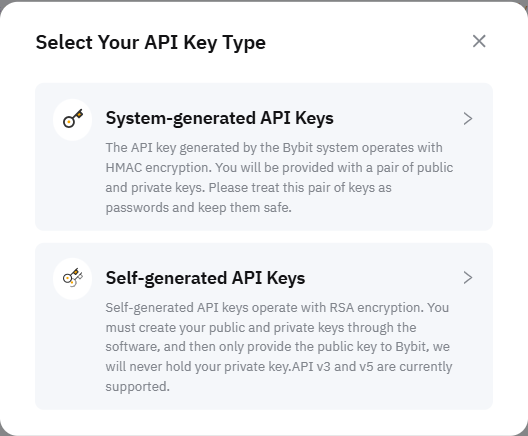 Select Your API Key Type
System-generated API Keys
The API key generated by the Bybit system operates with
HMAC encryption. You will be provided with a pair of public
and private keys. Please treat this pair of keys as
passwords and keep them safe.
Self-generated API Keys
Self-generated API keys operate with RSA encryption. You
must create your public and private keys through the
software, and then only provide the public key to Bybit, we
will never hold your private key.API v3 and v5 are currently
supported.